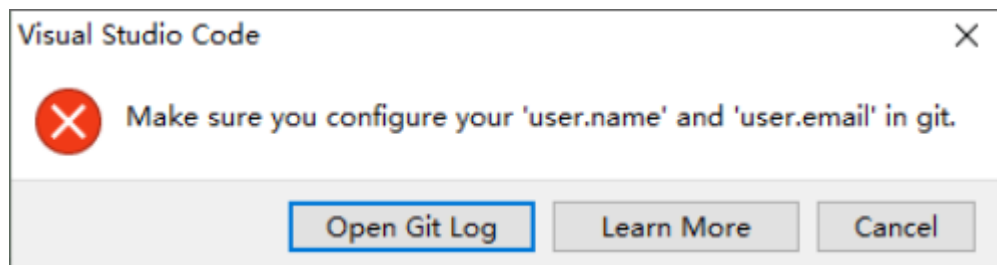 Visual Studio Code
Make sure you configure your 'user.name' and 'user.email' in git.
Open Git Log
Learn More
Cancel